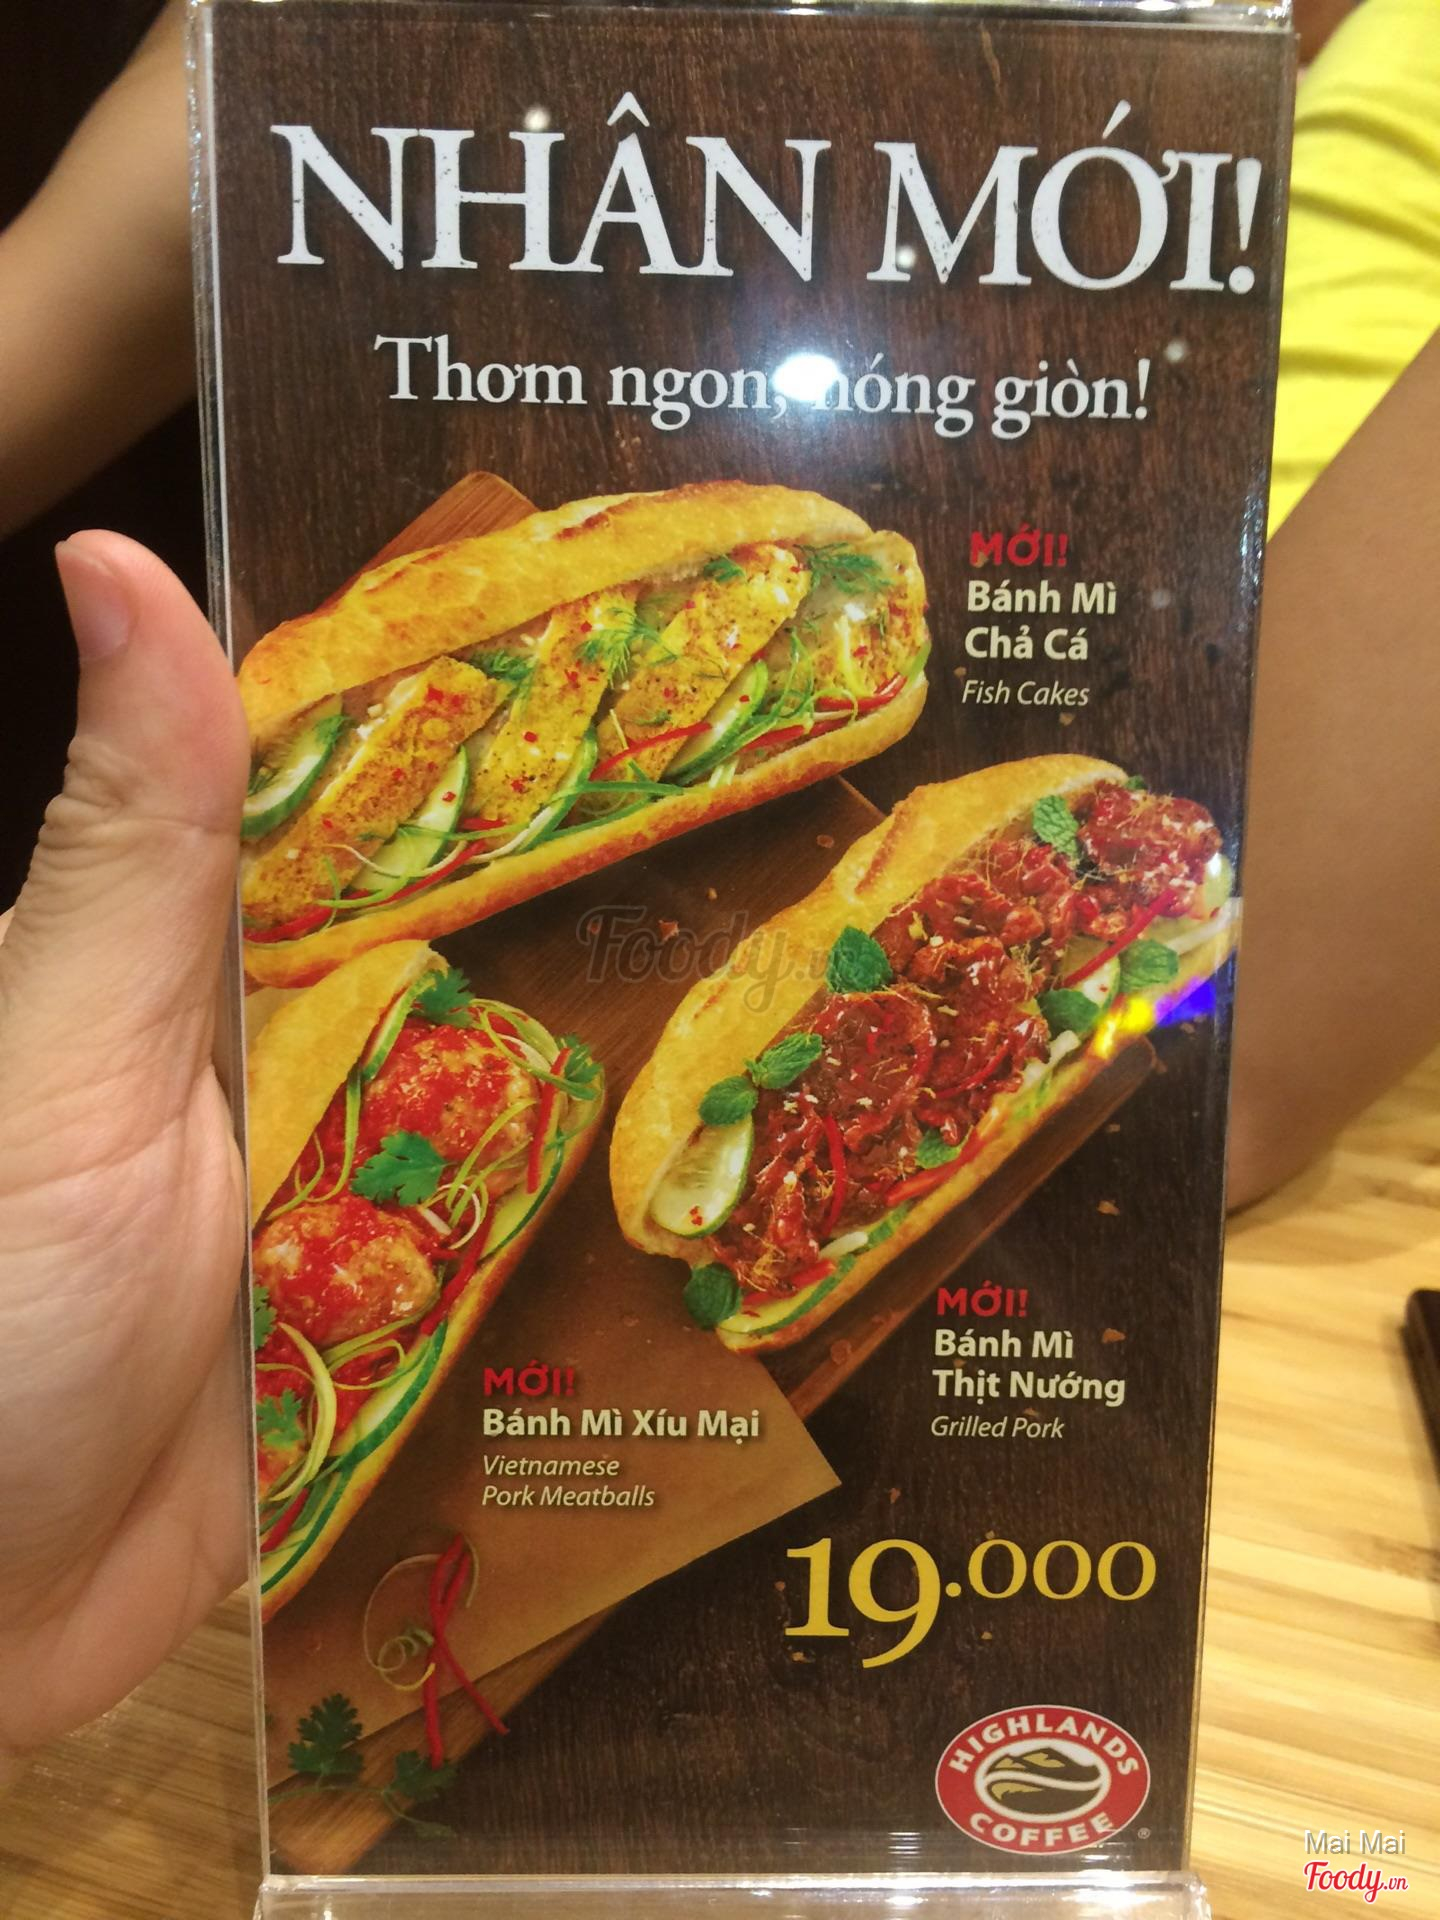 NHÂN MỚI!
Thơm ngon, nóng giòn!
MỚI!
Bánh Mì
Chả Cá
Fish Cakes
Foody.vn
MỚI!
Bánh Mì
Thịt Nướng
Grilled Pork
MỚI!
Bánh Mì Xíu Mại
Vietnamese
Pork Meatballs
19.000
HIGHLANDS
COFFEE
®
Mai Mai
Foody.vn